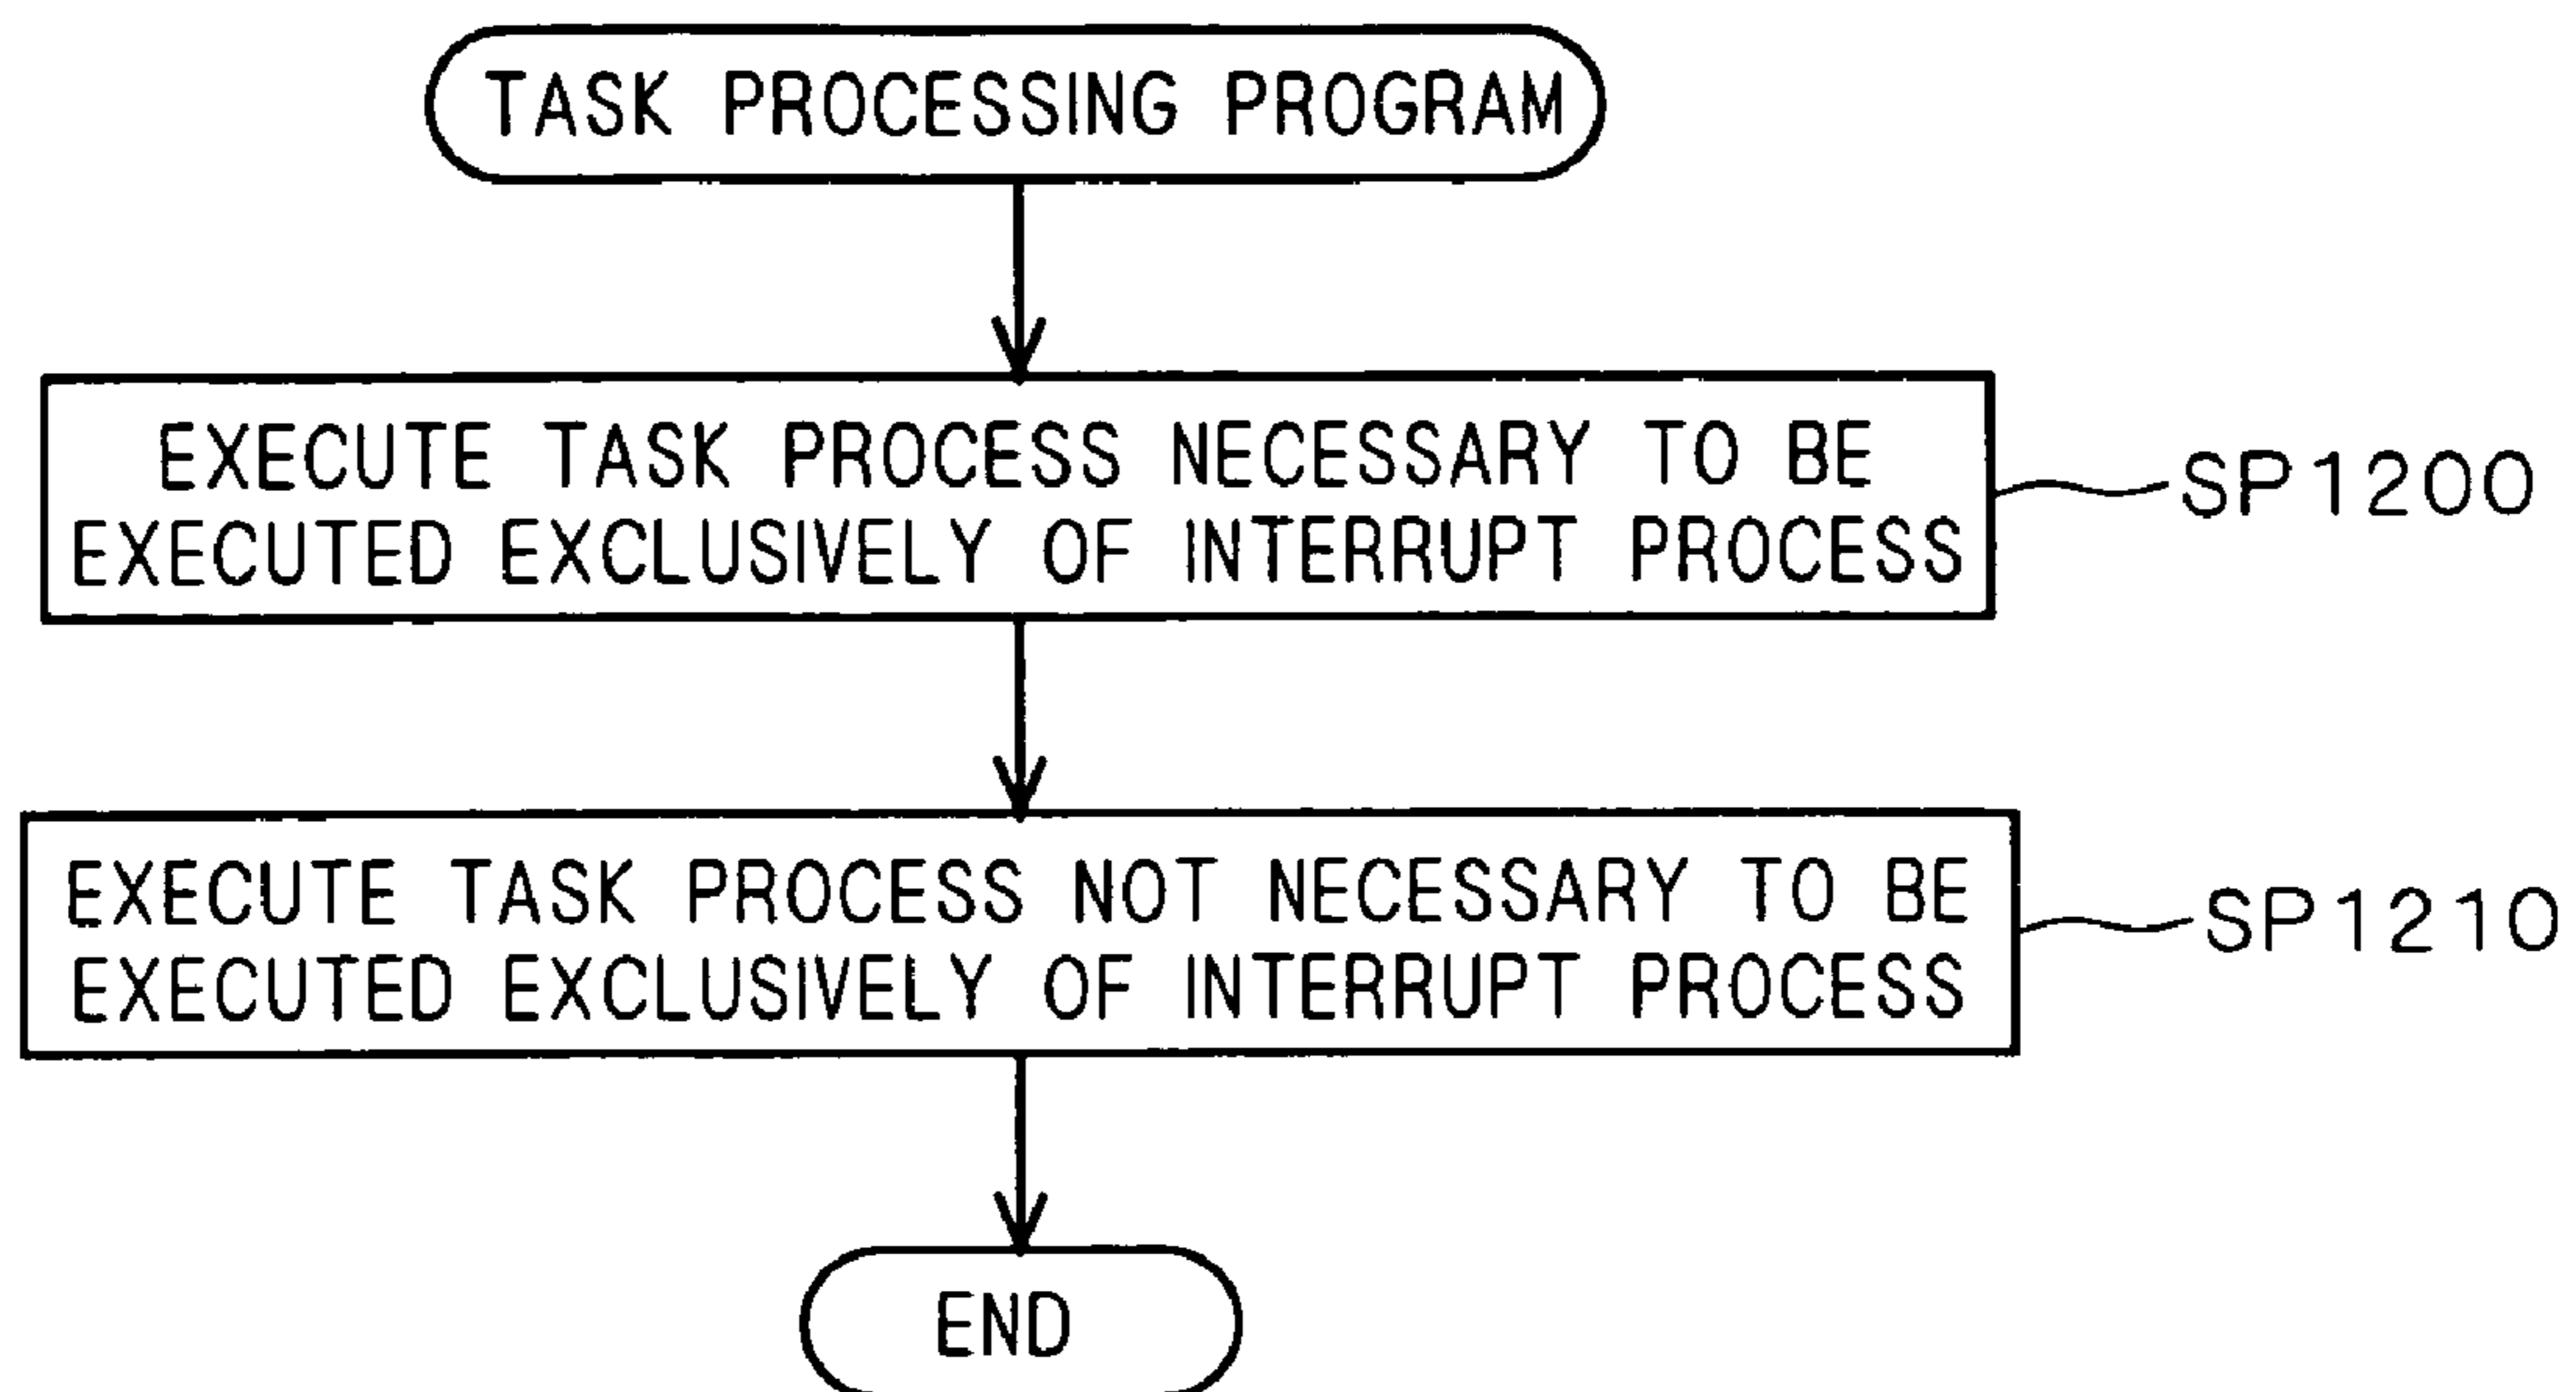 TASK PROCESSING PROGRAM
EXECUTE TASK PROCESS NECESSARY TO BE
EXECUTED EXCLUSIVELY OF INTERRUPT PROCESS
SP1200
EXECUTE TASK PROCESS NOT NECESSARY TO BE
EXECUTED EXCLUSIVELY OF INTERRUPT PROCESS
SP1210
END